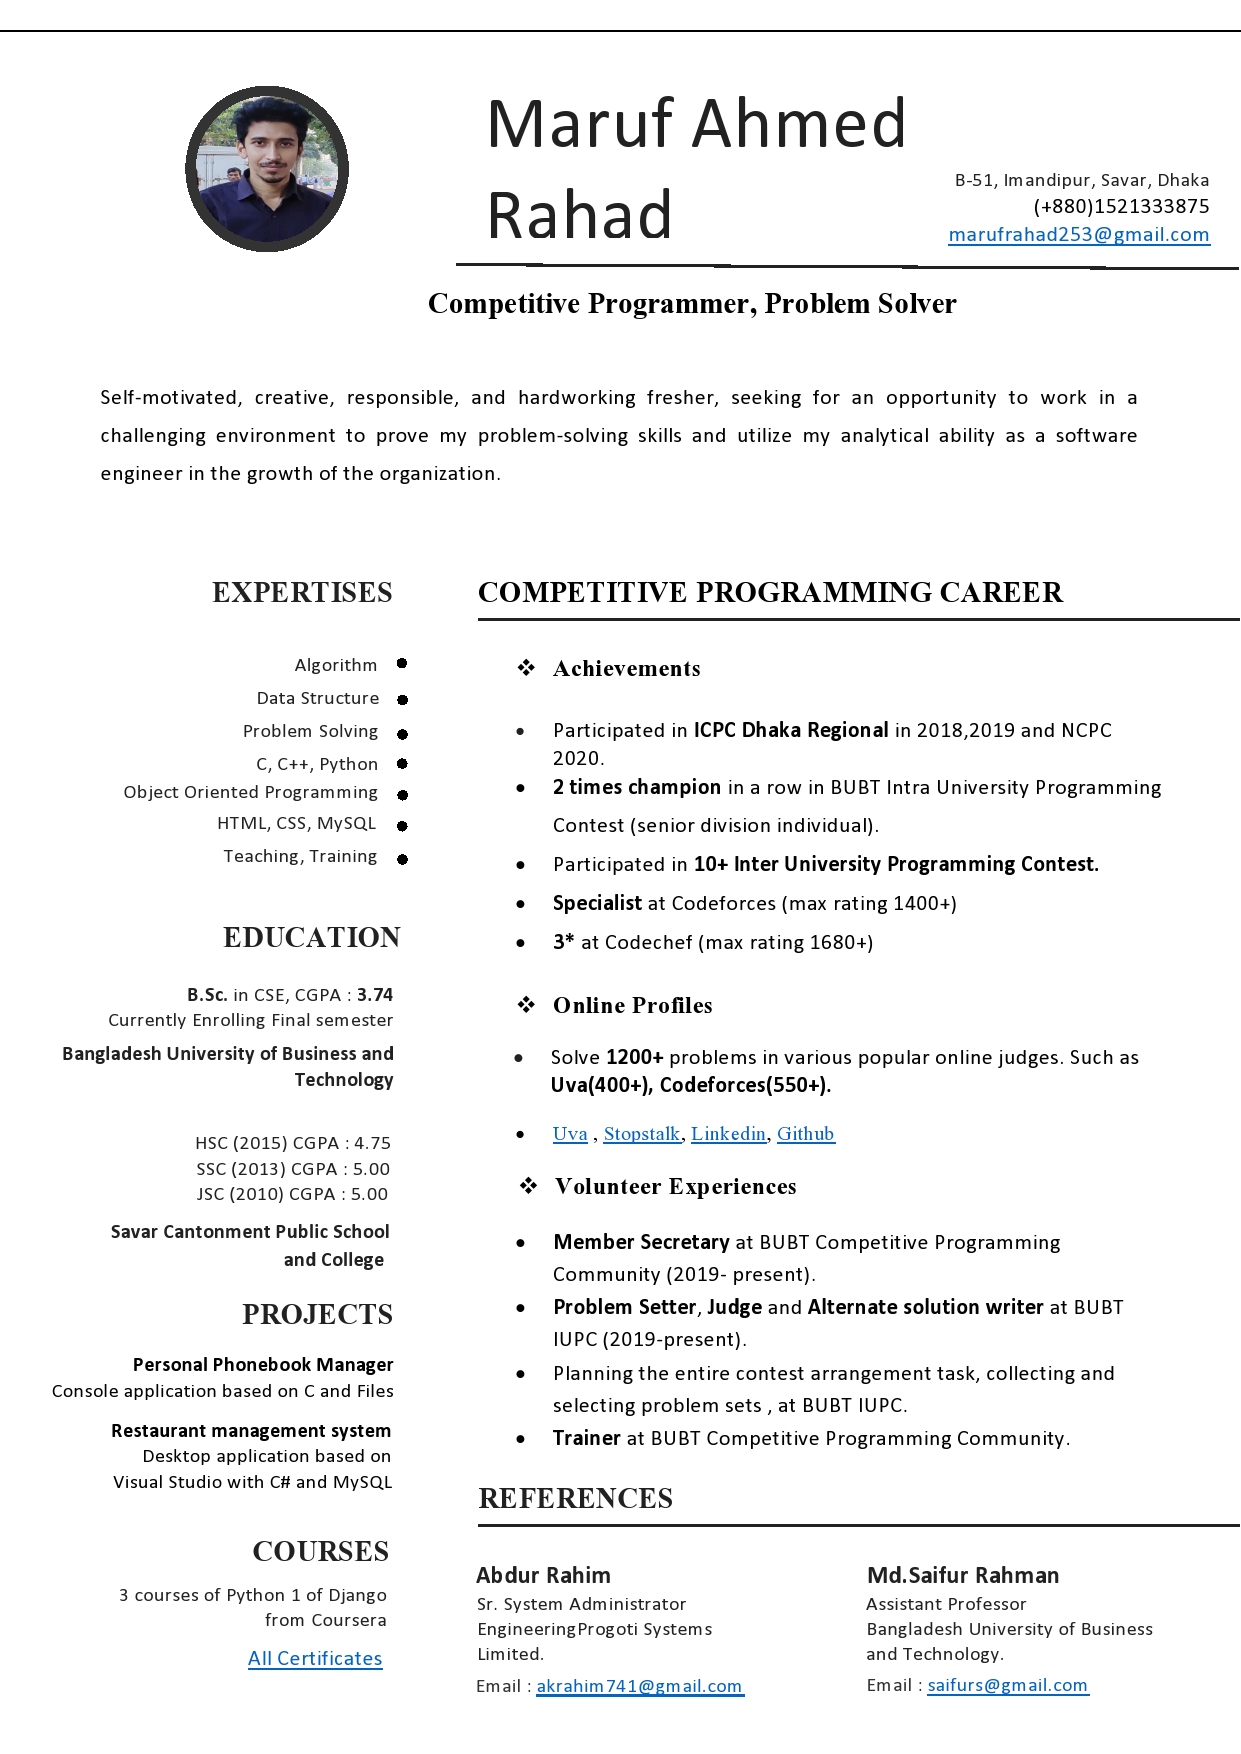 Maruf Ahmed
Rahad
B-51, Imandipur, Savar, Dhaka
(+880)1521333875
marufrahad253@gmail.com
Competitive Programmer, Problem Solver
Self-motivated, creative, responsible, and hardworking fresher, seeking for an opportunity to work in a
challenging environment to prove my problem-solving skills and utilize my analytical ability as a software
engineer in the growth of the organization.
EXPERTISES
Algorithm ●
Data Structure ●
Problem Solving ●
C, C++, Python ●
Object Oriented Programming ●
HTML, CSS, MySQL ●
Teaching, Training ●
EDUCATION
B.Sc. in CSE, CGPA : 3.74
Currently Enrolling Final semester
Bangladesh University of Business and
Technology
HSC (2015) CGPA : 4.75
SSC (2013) CGPA : 5.00
JSC (2010) CGPA : 5.00
Savar Cantonment Public School
and College
PROJECTS
Personal Phonebook Manager
Console application based on C and Files
Restaurant management system
Desktop application based on
Visual Studio with C# and MySQL
COURSES
3 courses of Python 1 of Django
from Coursera
All Certificates
COMPETITIVE PROGRAMMING CAREER
❖ Achievements
• Participated in ICPC Dhaka Regional in 2018,2019 and NCPC
2020.
• 2 times champion in a row in BUBT Intra University Programming
Contest (senior division individual).
• Participated in 10+ Inter University Programming Contest.
• Specialist at Codeforces (max rating 1400+)
• 3* at Codechef (max rating 1680+)
❖ Online Profiles
• Solve 1200+ problems in various popular online judges. Such as
Uva(400+), Codeforces(550+).
• Uva , Stopstalk, Linkedin, Github
❖ Volunteer Experiences
• Member Secretary at BUBT Competitive Programming
Community (2019- present).
• Problem Setter, Judge and Alternate solution writer at BUBT
IUPC (2019-present).
• Planning the entire contest arrangement task, collecting and
selecting problem sets , at BUBT IUPC.
• Trainer at BUBT Competitive Programming Community.
REFERENCES
Abdur Rahim
Sr. System Administrator
EngineeringProgoti Systems
Limited.
Email : akrahim741@gmail.com
Md.Saifur Rahman
Assistant Professor
Bangladesh University of Business
and Technology.
Email : saifurs@gmail.com